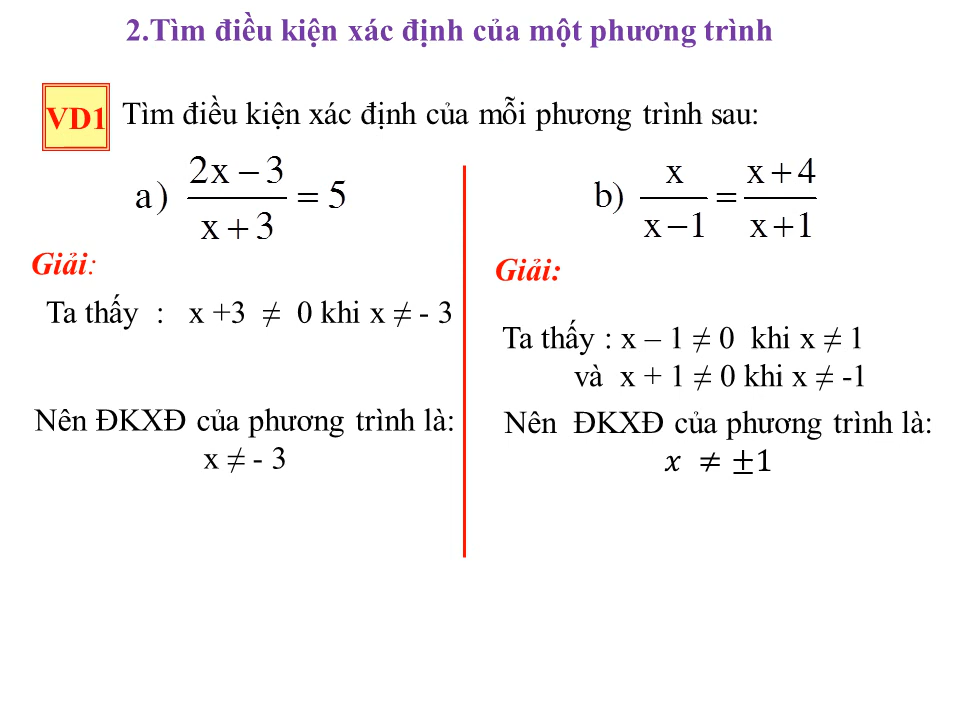 2.Tìm điều kiện xác định của một phương trình
VD1 Tìm điều kiện xác định của mỗi phương trình sau:
a) \frac{2x-3}{x+3} = 5
Giải:
Ta thấy : x +3 ≠ 0 khi x ≠ - 3
Nên ĐKXĐ của phương trình là:
x ≠ - 3
b) \frac{x}{x-1} = \frac{x+4}{x+1}
Giải:
Ta thấy : x – 1 ≠ 0 khi x ≠ 1
và x + 1 ≠ 0 khi x ≠ -1
Nên ĐKXĐ của phương trình là:
x ≠ ±1